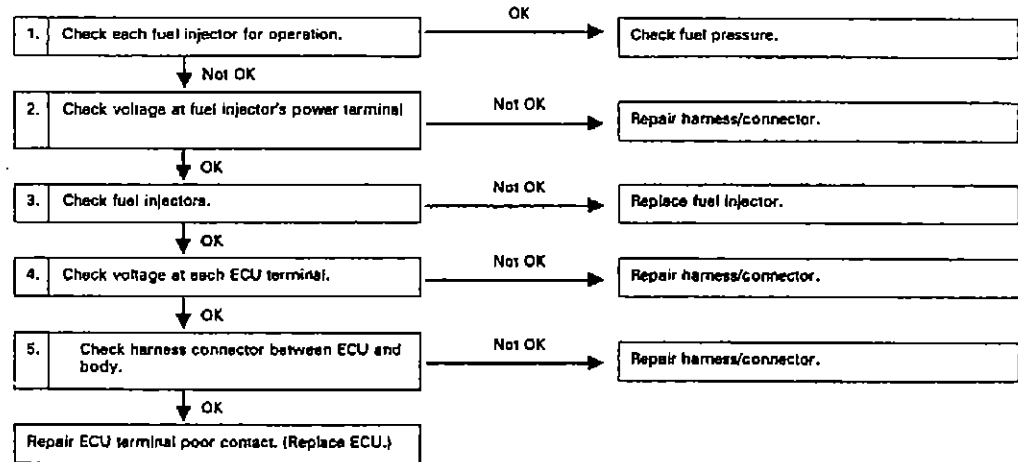 OK
1. Check each fuel injector for operation.
Check fuel pressure.
Not OK
2. Check voltage at fuel injector's power terminal
Not OK
Repair harness/connector.
OK
3. Check fuel injectors.
Not OK
Replace fuel injector.
OK
4. Check voltage at each ECU terminal.
Not OK
Repair harness/connector.
OK
5. Check harness connector between ECU and
body.
Not OK
Repair harness/connector.
OK
Repair ECU terminal poor contact. (Replace ECU.)